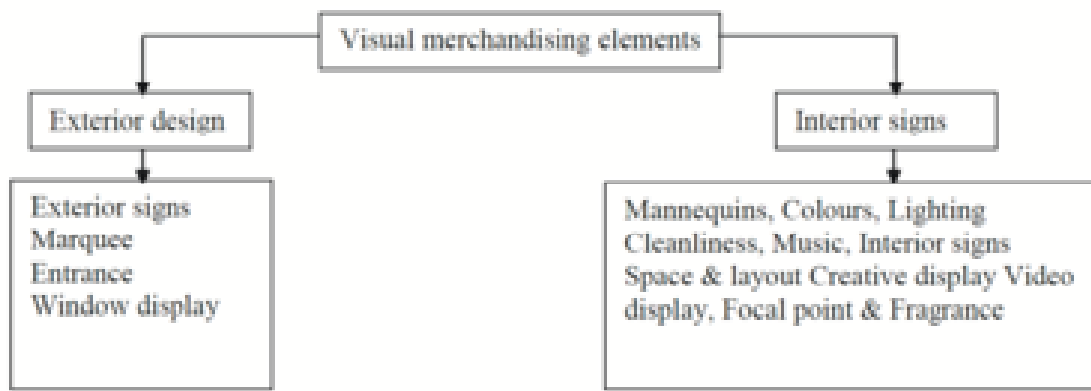 Visual merchandising elements
Exterior design
Interior signs
Exterior signs
Marquee
Entrance
Window display
Mannequins, Colours, Lighting
Cleanliness, Music, Interior signs
Space & layout Creative display Video
display, Focal point & Fragrance